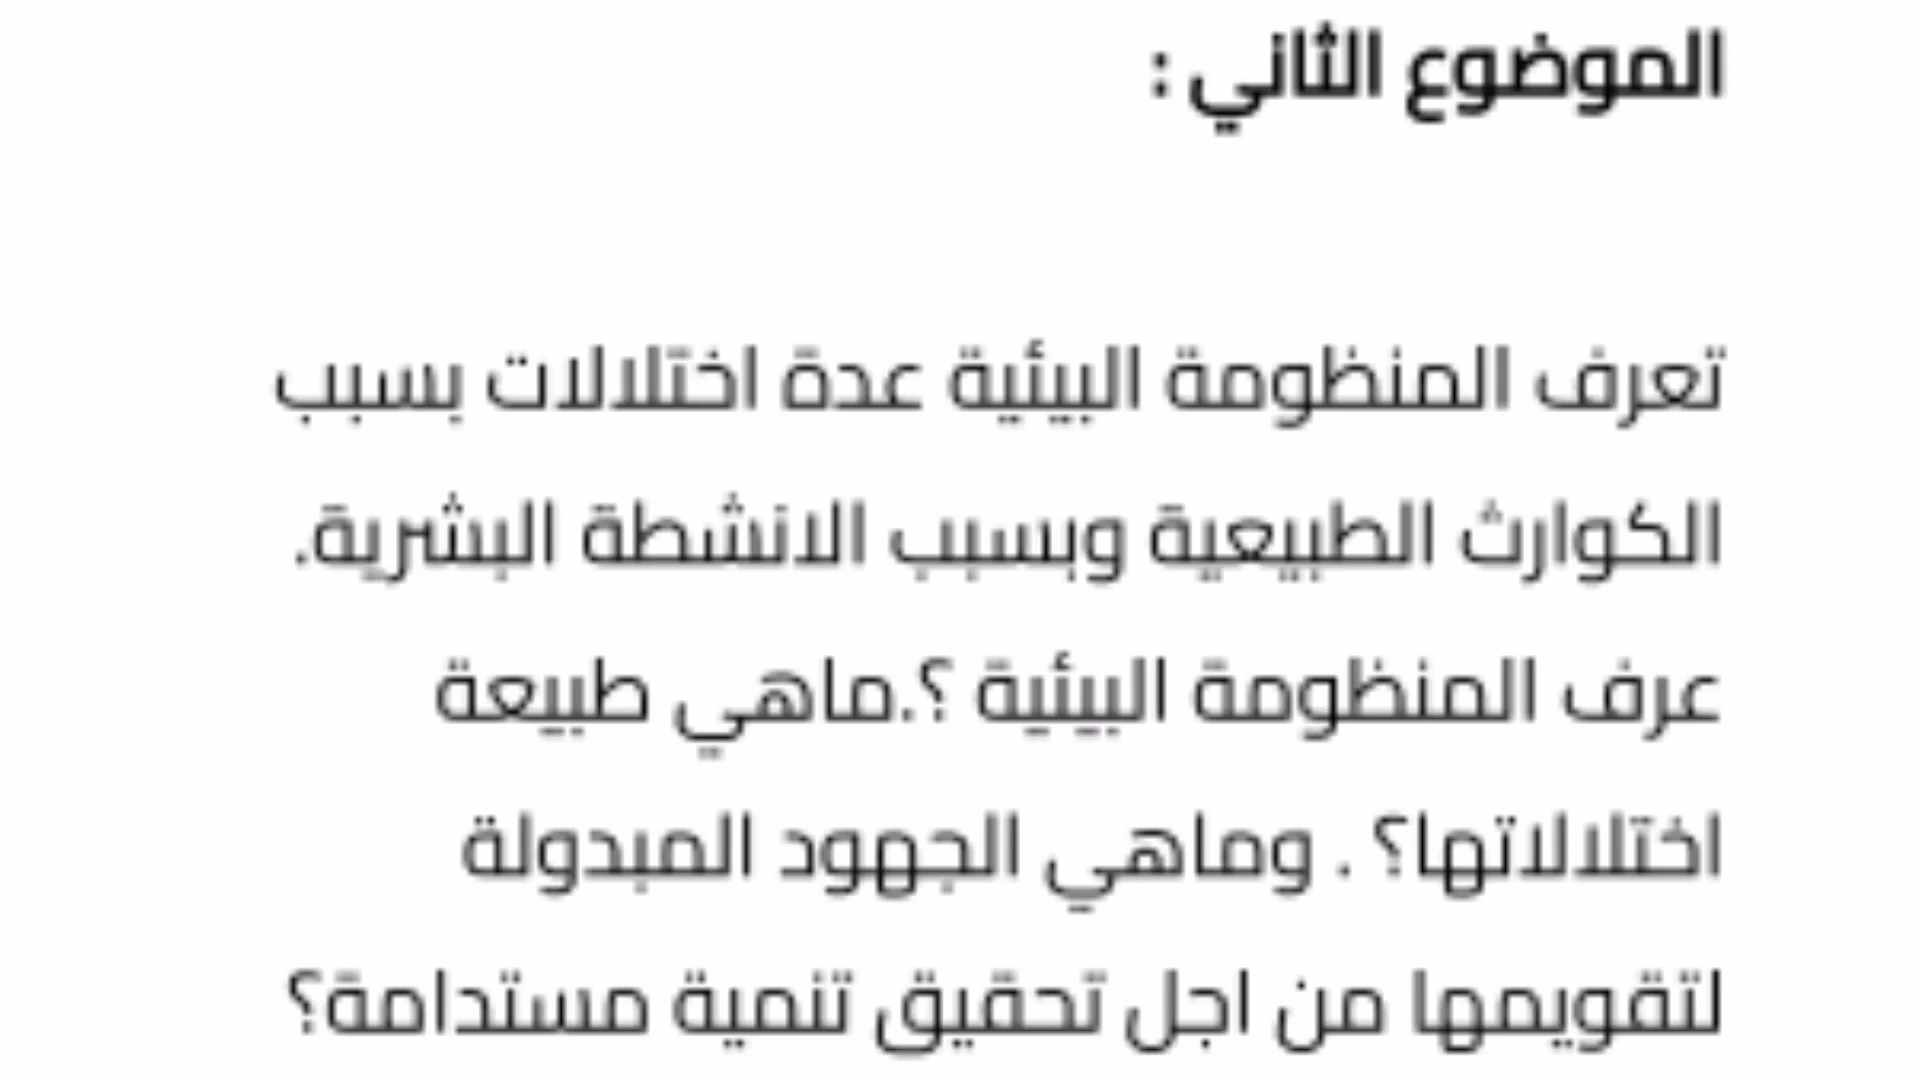 الموضوع الثاني :
تعرف المنظومة البيئية عدة اختلالات بسبب
الكوارث الطبيعية وبسبب الانشطة البشرية.
عرف المنظومة البيئية ؟.ماهي طبيعة
اختلالاتها؟ . وماهي الجهود المبدولة
لتقويمها من اجل تحقيق تنمية مستدامة؟